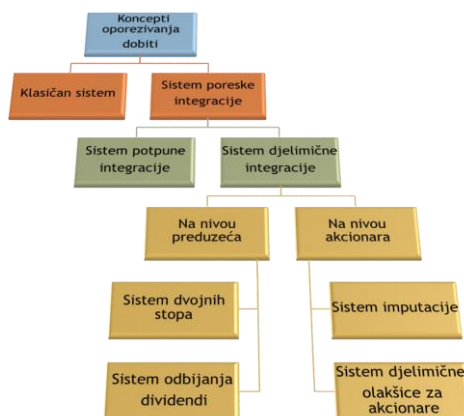 Koncepti
oporezivanja
dobiti
Klasičan sistem
Sistem poreske
integracije
Sistem potpune
integracije
Sistem djelimične
integracije
Na nivou
preduzeća
Na nivou
akcionara
Sistem dvojnih
stopa
Sistem imputacije
Sistem odbijanja
dividendi
Sistem djelimične
olakšice za
akcionare